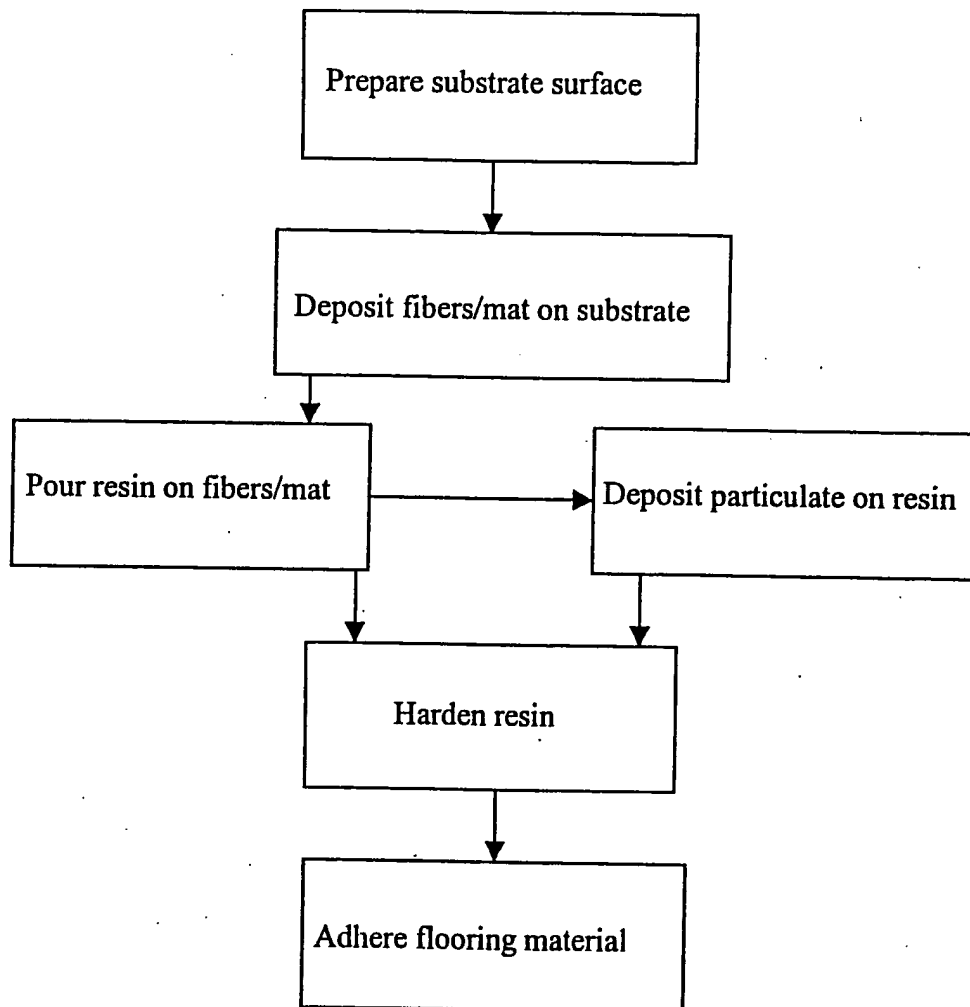 Prepare substrate surface
Deposit fibers/mat on substrate
Pour resin on fibers/mat
Deposit particulate on resin
Harden resin
Adhere flooring material